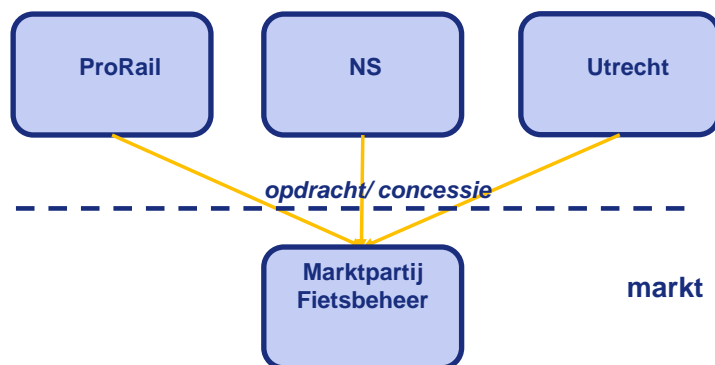 ProRail
NS
Utrecht
opdracht/ concessie
Marktpartij
Fietsbeheer
markt